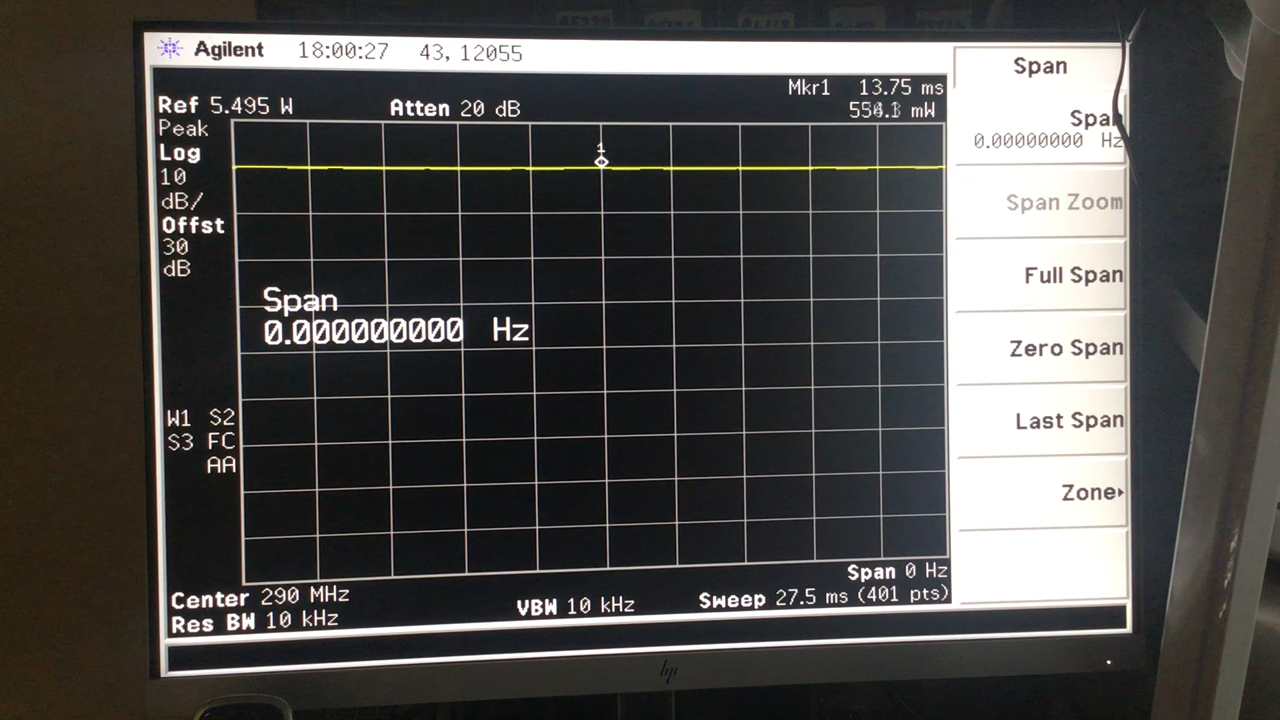 Agilent 18:00:27 43, 12055
Mkr1 13.75 ms
Ref 5.495 W Atten 20 dB mW
Peak
Log
10
dB/
Offst
30
dB
1
Span
0.000000000 Hz
W1 S2
S3 FC
AA
Span 0 Hz
Center 290 MHz
VBW 10 kHz
Sweep 27.5 ms (401 pts)
Res BW 10 kHz
Span
Span
0.00000000 Hz
Span Zoom
Full Span
Zero Span
Last Span
Zone
hp